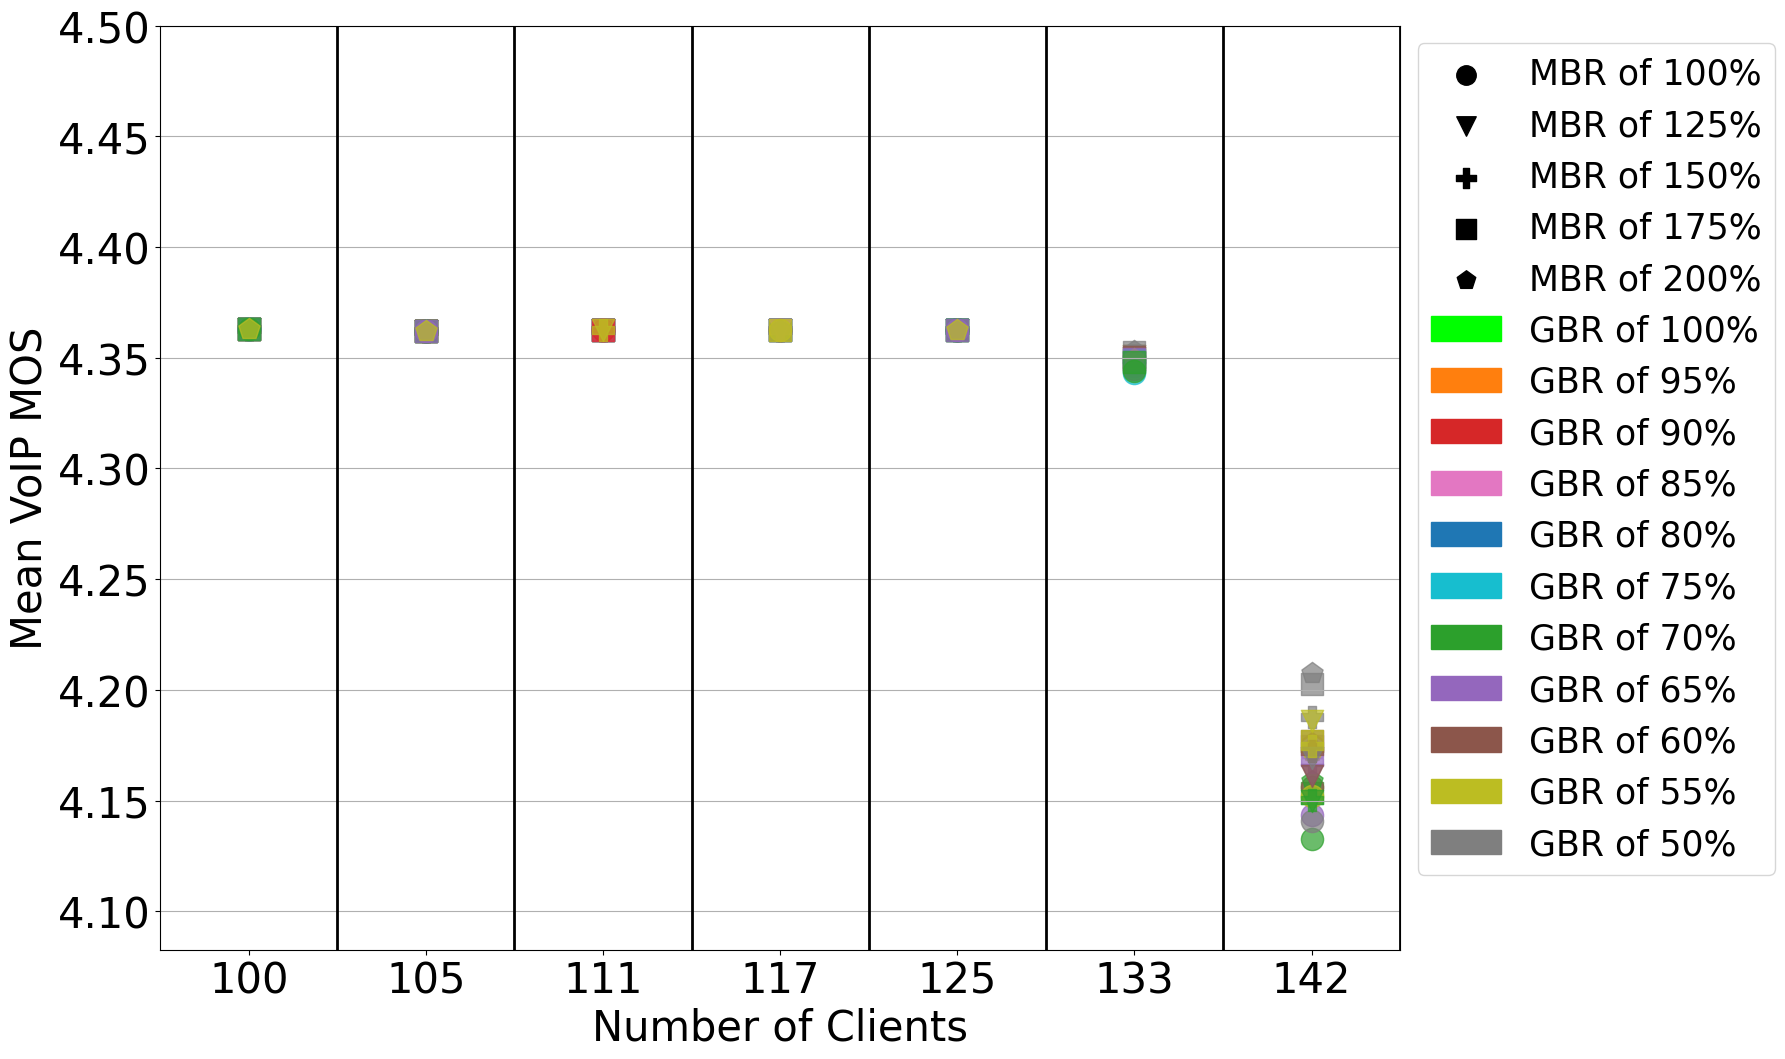 4.50
4.45
4.40
4.35
4.30
4.25
4.20
4.15
4.10
Mean VoIP MOS
100 105 111 117 125 133 142
Number of Clients
MBR of 100%
MBR of 125%
MBR of 150%
MBR of 175%
MBR of 200%
GBR of 100%
GBR of 95%
GBR of 90%
GBR of 85%
GBR of 80%
GBR of 75%
GBR of 70%
GBR of 65%
GBR of 60%
GBR of 55%
GBR of 50%